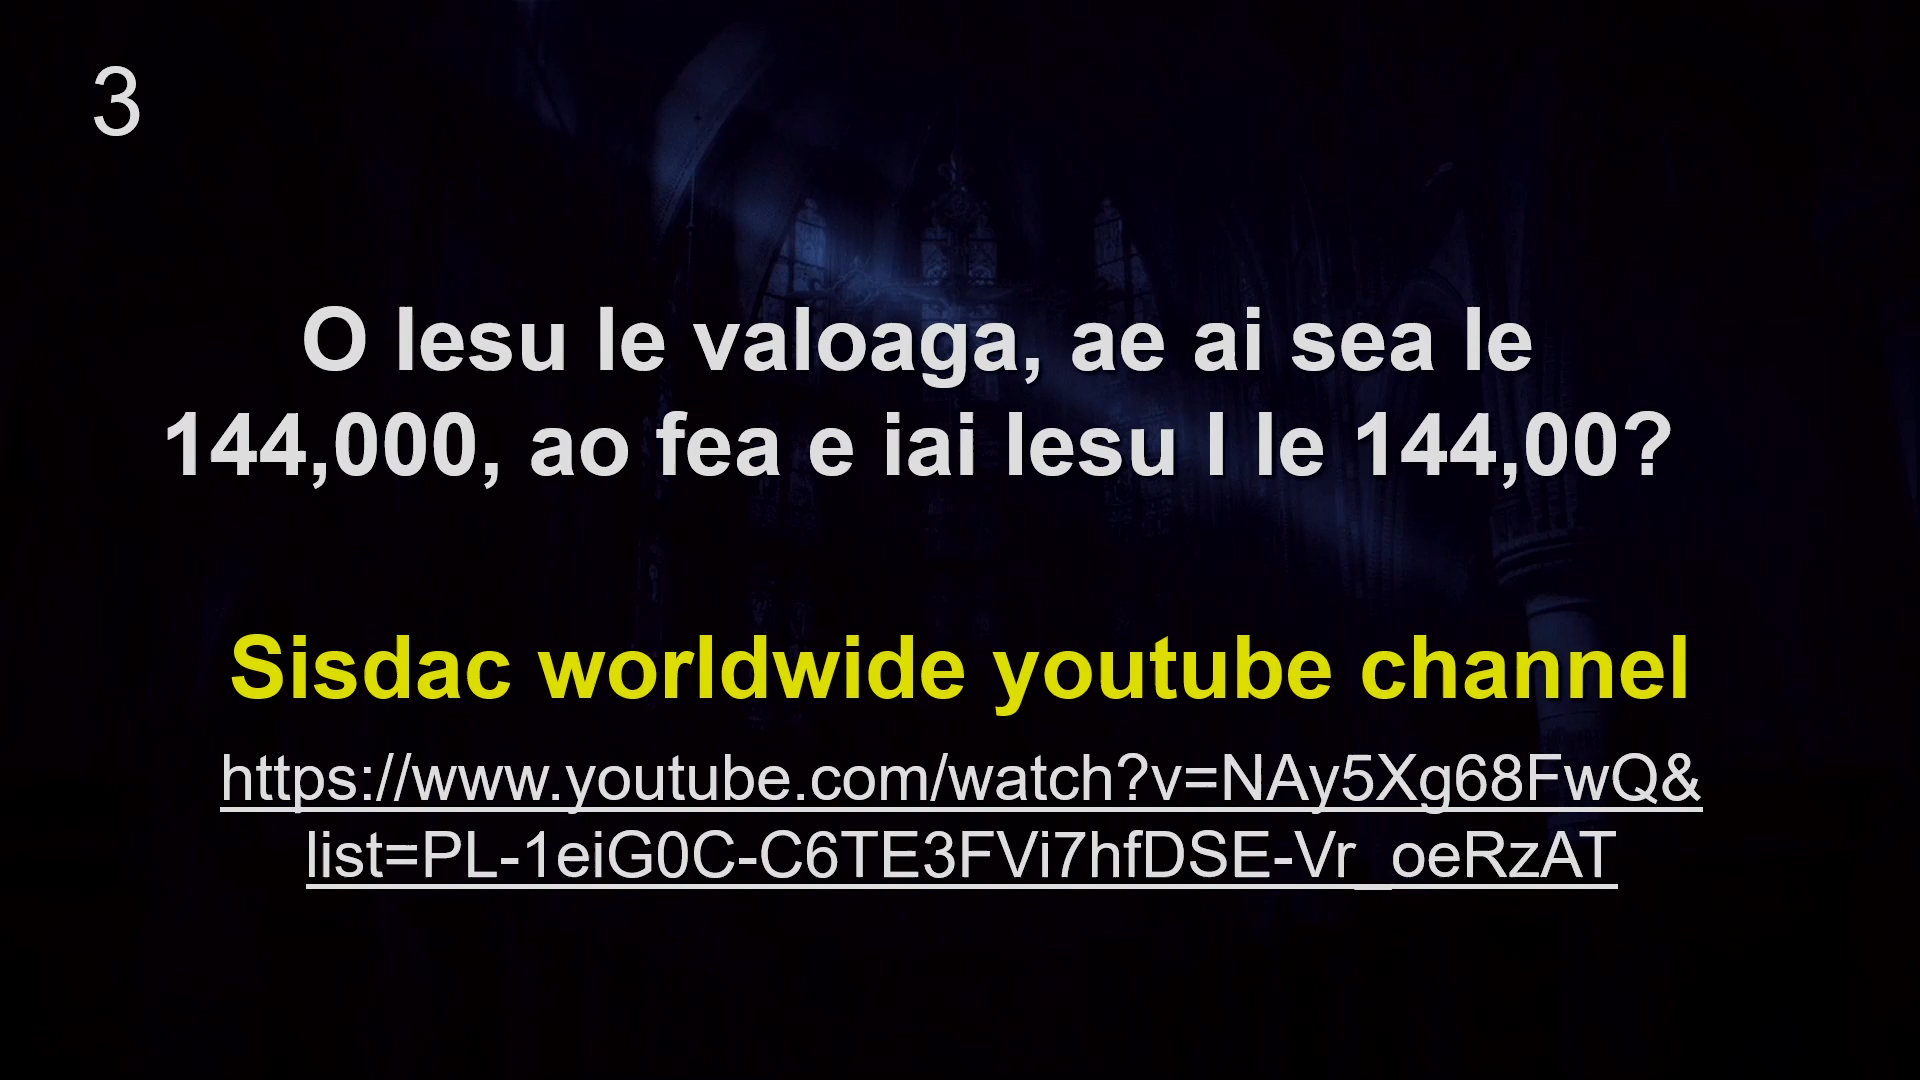 3
O Iesu le valoaga, ae ai sea le
144,000, ao fea e iai Iesu I le 144,00?
Sisdac worldwide youtube channel
https://www.youtube.com/watch?v=NAy5Xg68FwQ&
list=PL-1eiG0C-C6TE3FVi7hfDSE-Vr_oeRzAT